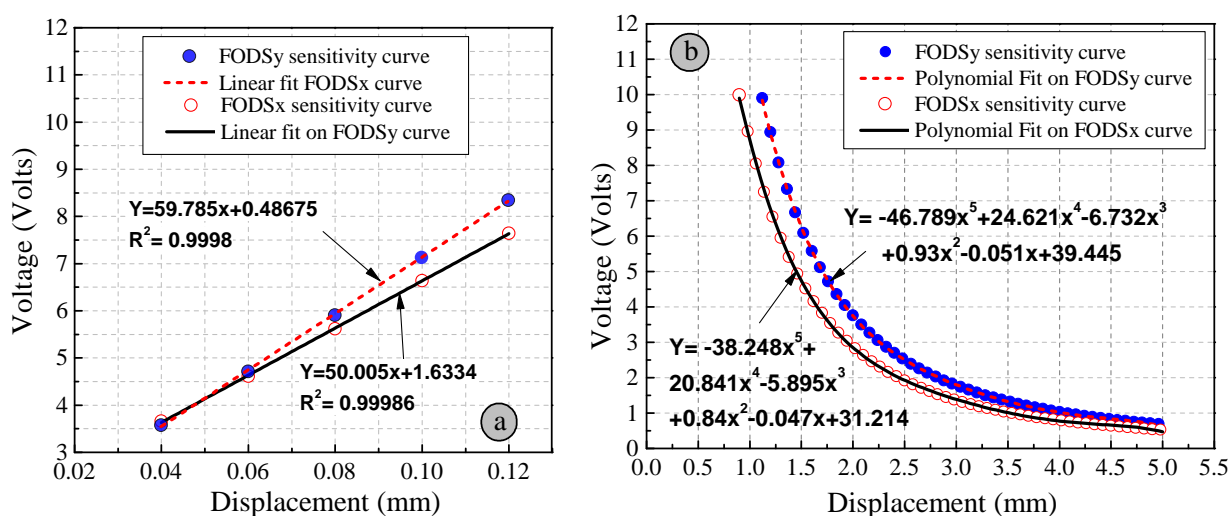 12
11
10
9
8
7
6
5
4
3
Voltage (Volts)
FODSy sensitivity curve
Linear fit FODSx curve
FODSx sensitivity curve
Linear fit on FODSy curve
Y=59.785x+0.48675
R²= 0.9998
Y=50.005x+1.6334
R²= 0.99986
a
0.02 0.04 0.06 0.08 0.10 0.12
Displacement (mm)
12
11
10
9
8
7
6
5
4
3
2
1
0
Voltage (Volts)
b
FODSy sensitivity curve
Polynomial Fit on FODSy curve
FODSx sensitivity curve
Polynomial Fit on FODSx curve
Y= -46.789x⁵+24.621x⁴-6.732x³
+0.93x²-0.051x+39.445
Y= -38.248x⁵+
20.841x⁴-5.895x³
+0.84x²-0.047x+31.214
0.0 0.5 1.0 1.5 2.0 2.5 3.0 3.5 4.0 4.5 5.0 5.5
Displacement (mm)